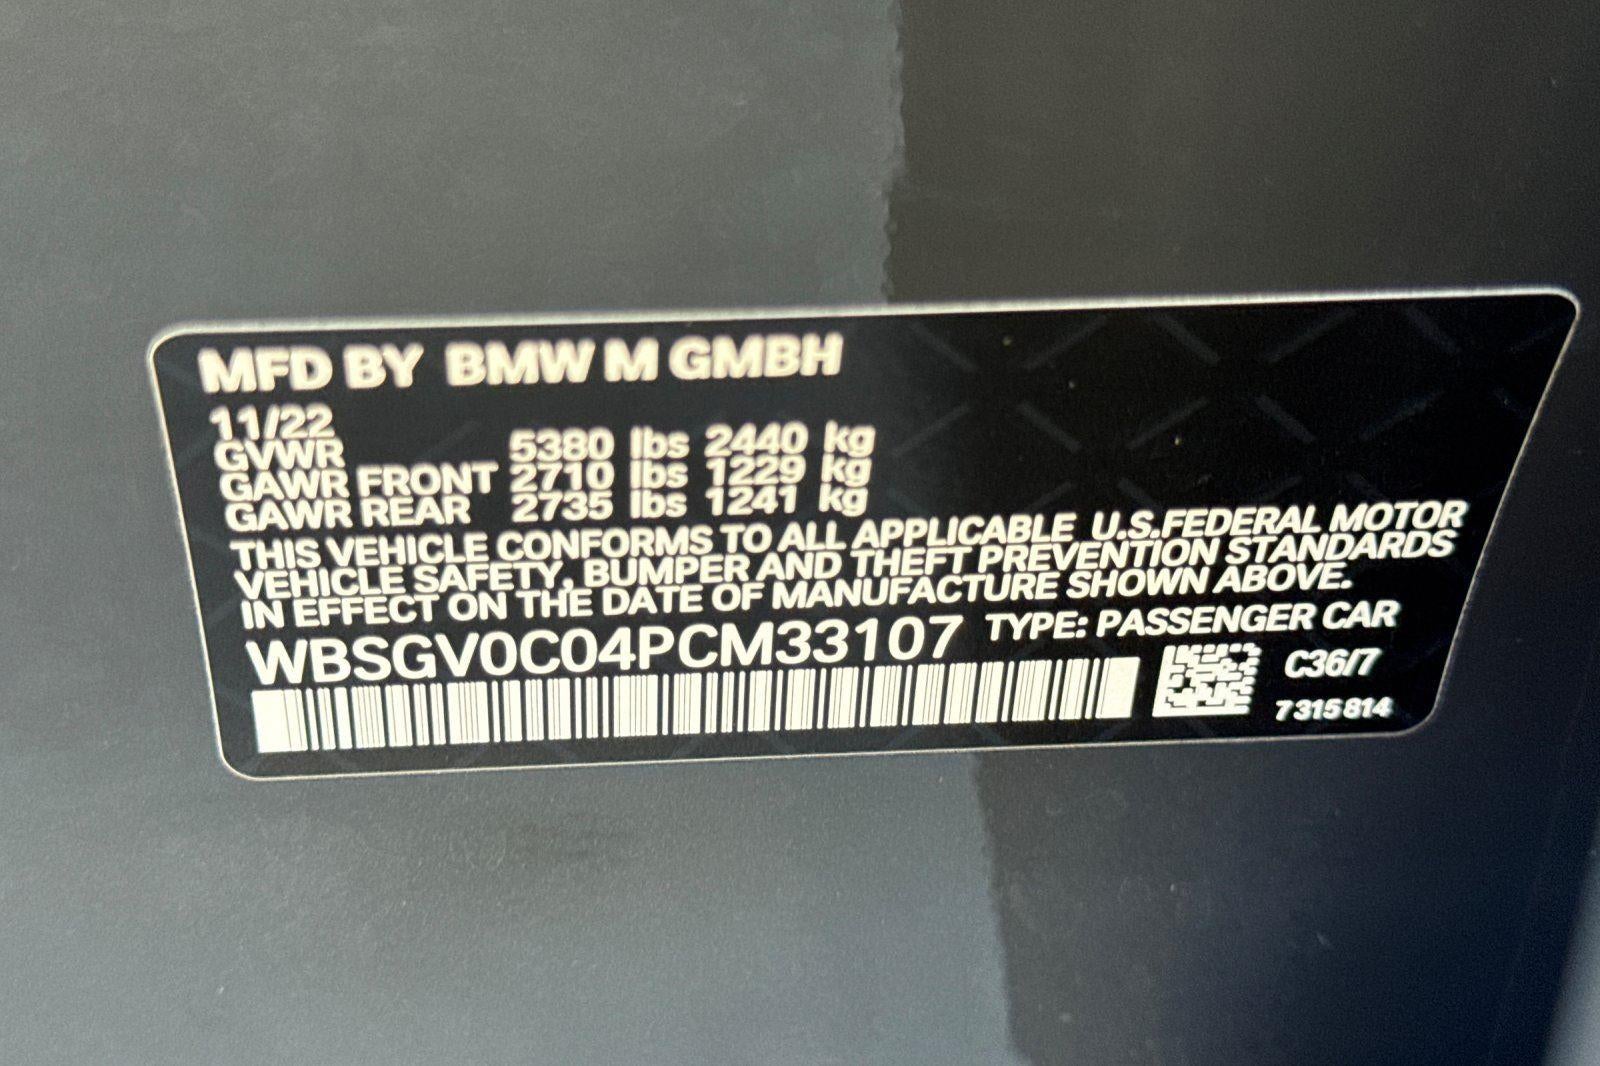 MFD BY BMW M GMBH
11/22
GVWR 5380 lbs 2440 kg
GAWR FRONT 2710 lbs 1229 kg
GAWR REAR 2735 lbs 1241 kg
THIS VEHICLE CONFORMS TO ALL APPLICABLE U.S.FEDERAL MOTOR
VEHICLE SAFETY, BUMPER AND THEFT PREVENTION STANDARDS
IN EFFECT ON THE DATE OF MANUFACTURE SHOWN ABOVE.
WBSGV0C04PCM33107 TYPE: PASSENGER CAR
C36/7
7 315 814